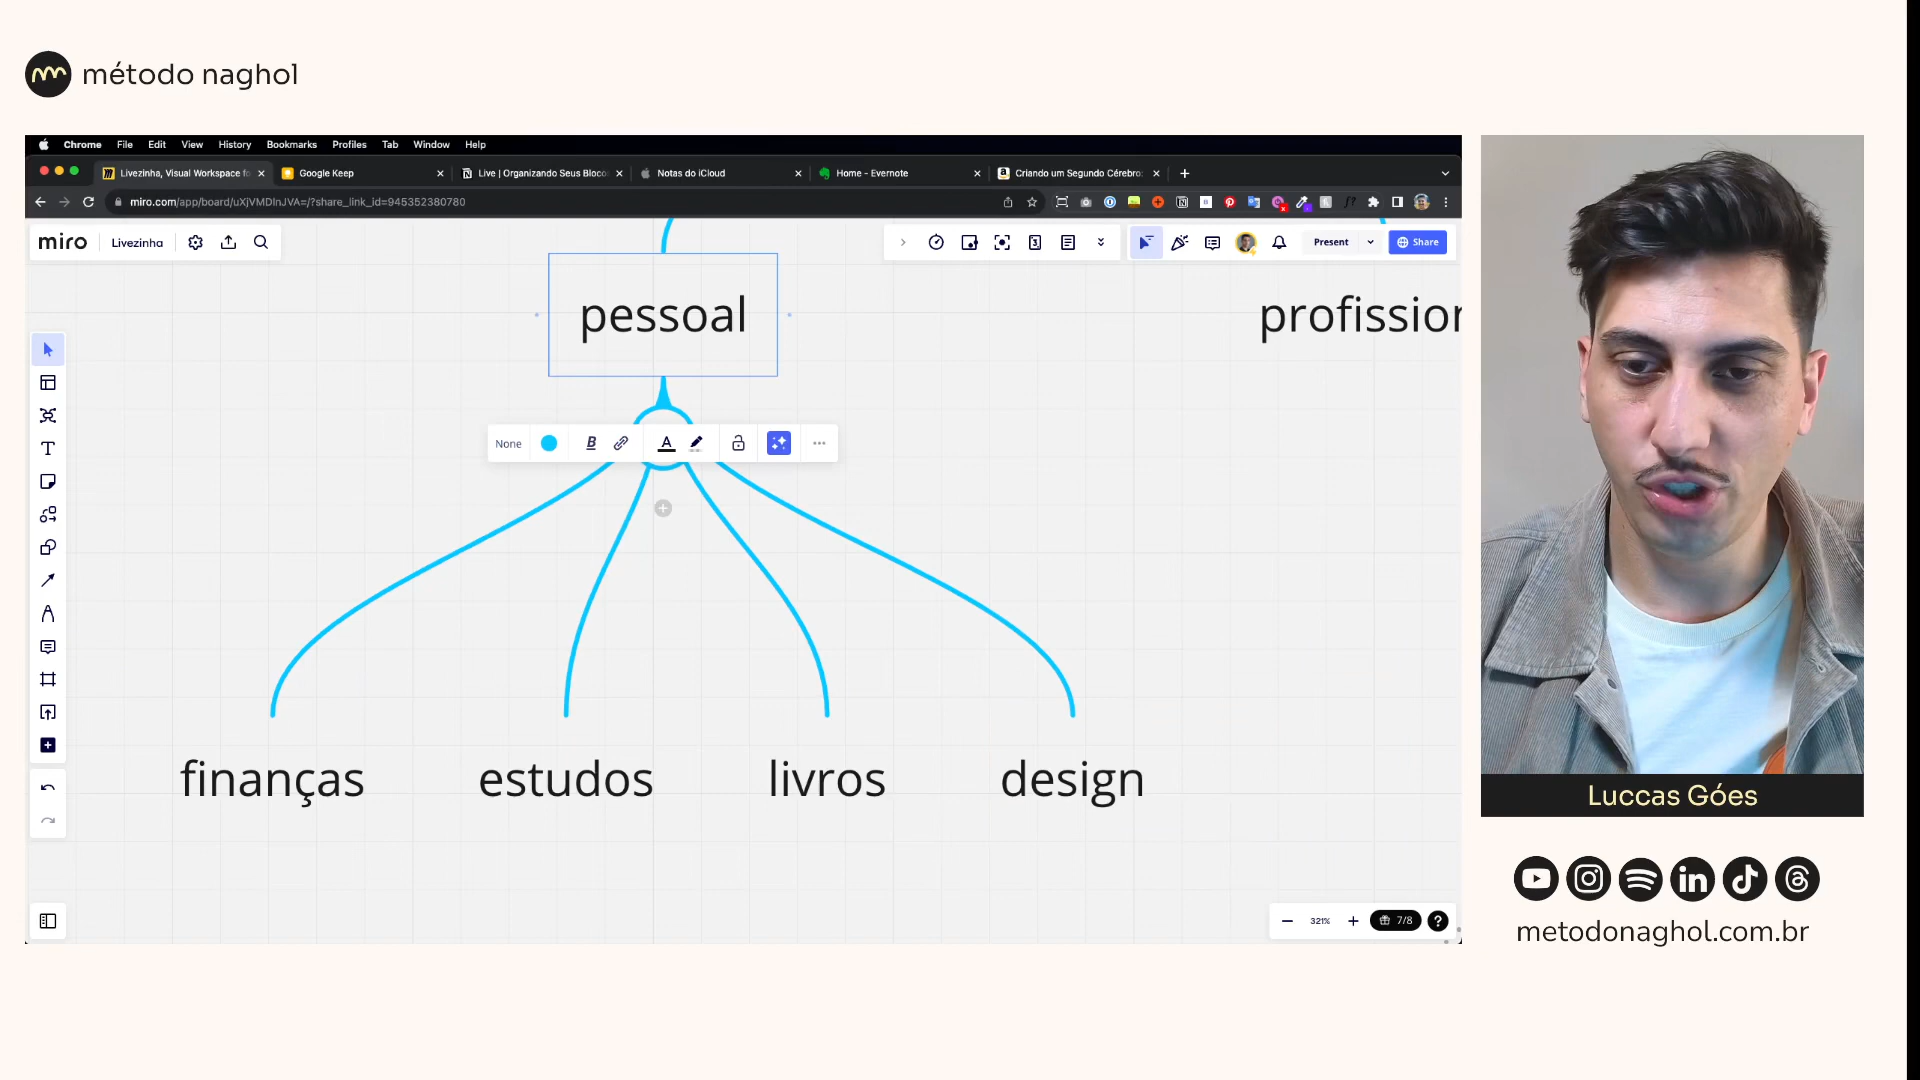 método naghol
Chrome File Edit View History Bookmarks Profiles Tab Window Help
Livezinha, Visual Workspace fo
Google Keep
Live | Organizando Seus Bloco
Notas do iCloud
Home - Evernote
Criando um Segundo Cérebro:
miro.com/app/board/uXjVMDlnJVA=/?share_link_id=945352380780
miro Livezinha
Present Share
pessoal
profission
None B A
finanças estudos livros design
321% 7/8 ?
Luccas Góes
metodonaghol.com.br